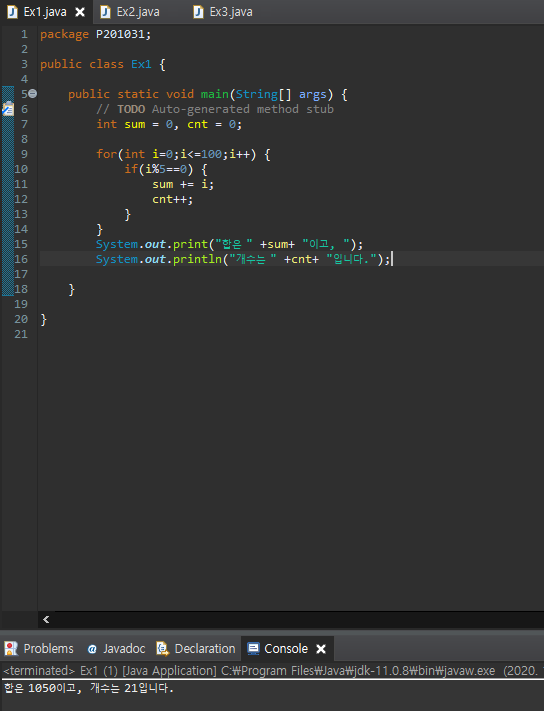 Ex1.java Ex2.java Ex3.java
1 package P201031;
2
3 public class Ex1 {
4
5 public static void main(String[] args) {
6 // TODO Auto-generated method stub
7 int sum = 0, cnt = 0;
8
9 for(int i=0;i<=100;i++) {
10 if(i%5==0) {
11 sum += i;
12 cnt++;
13 }
14 }
15 System.out.print("합은 " +sum+ "이고, ");
16 System.out.println("개수는 " +cnt+ "입니다.");
17
18 }
19
20 }
21
Problems @ Javadoc Declaration Console
<terminated> Ex1 (1) [Java Application] C:₩Program Files₩Java₩jdk-11.0.8₩bin₩javaw.exe (2020.
합은 1050이고, 개수는 21입니다.